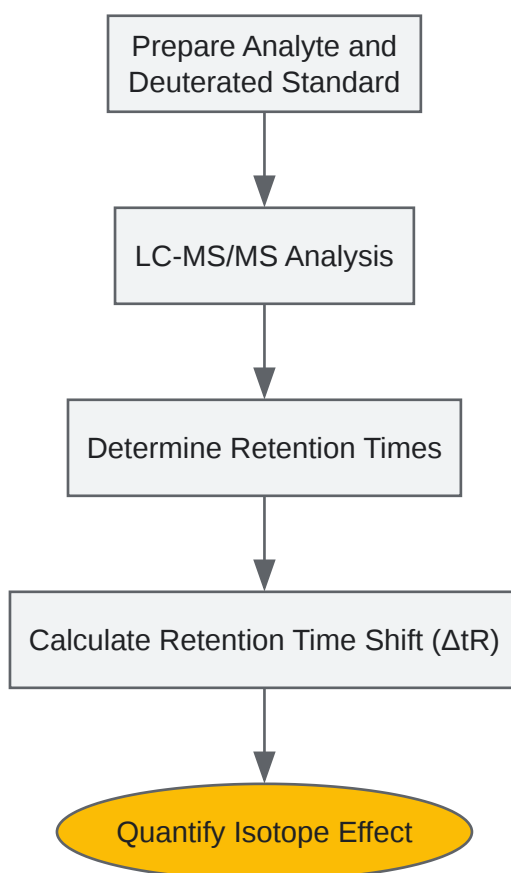 Prepare Analyte and
Deuterated Standard
LC-MS/MS Analysis
Determine Retention Times
Calculate Retention Time Shift (ΔtR)
Quantify Isotope Effect